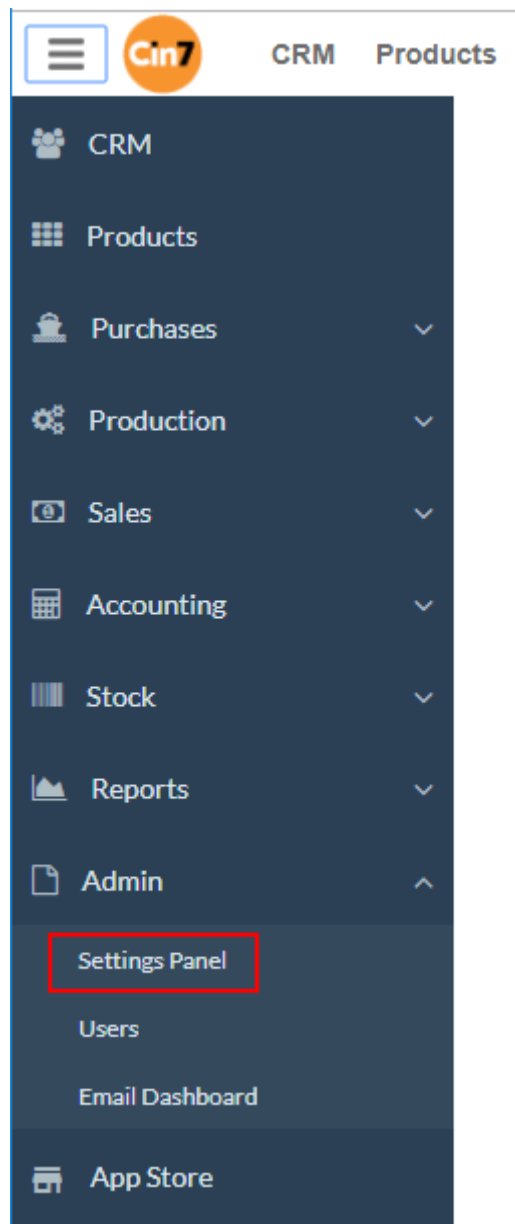 Cin7 CRM Products
CRM
Products
Purchases
Production
Sales
Accounting
Stock
Reports
Admin
Settings Panel
Users
Email Dashboard
App Store